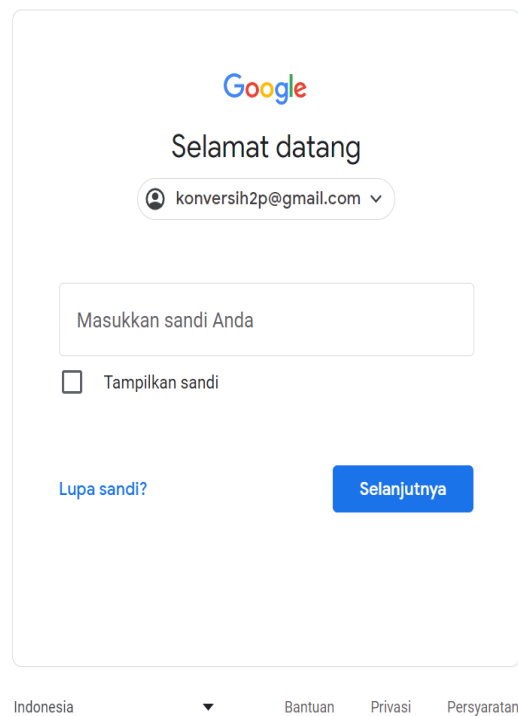 Google
Selamat datang
konversih2p@gmail.com
Masukkan sandi Anda
Tampilkan sandi
Lupa sandi? Selanjutnya
Indonesia Bantuan Privasi Persyaratan